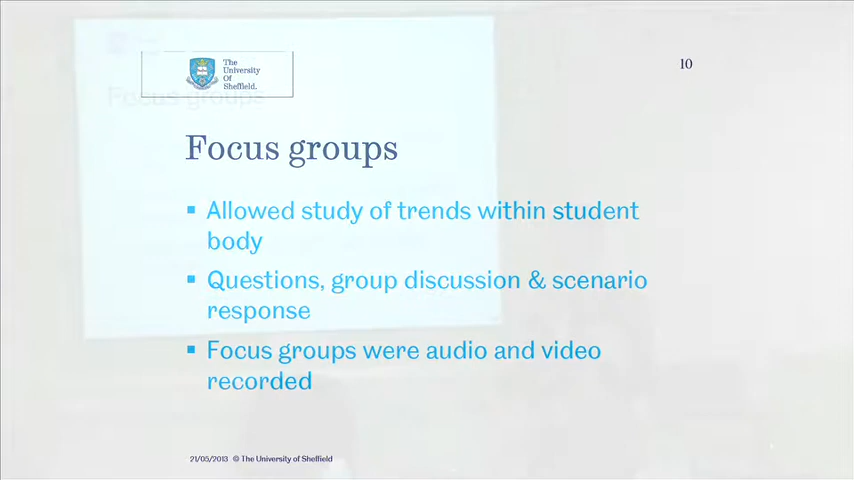 The
University
Of
Sheffield.
10
Focus groups
Focus groups
▪ Allowed study of trends within student
body
▪ Questions, group discussion & scenario
response
▪ Focus groups were audio and video
recorded
21/05/2013 © The University of Sheffield